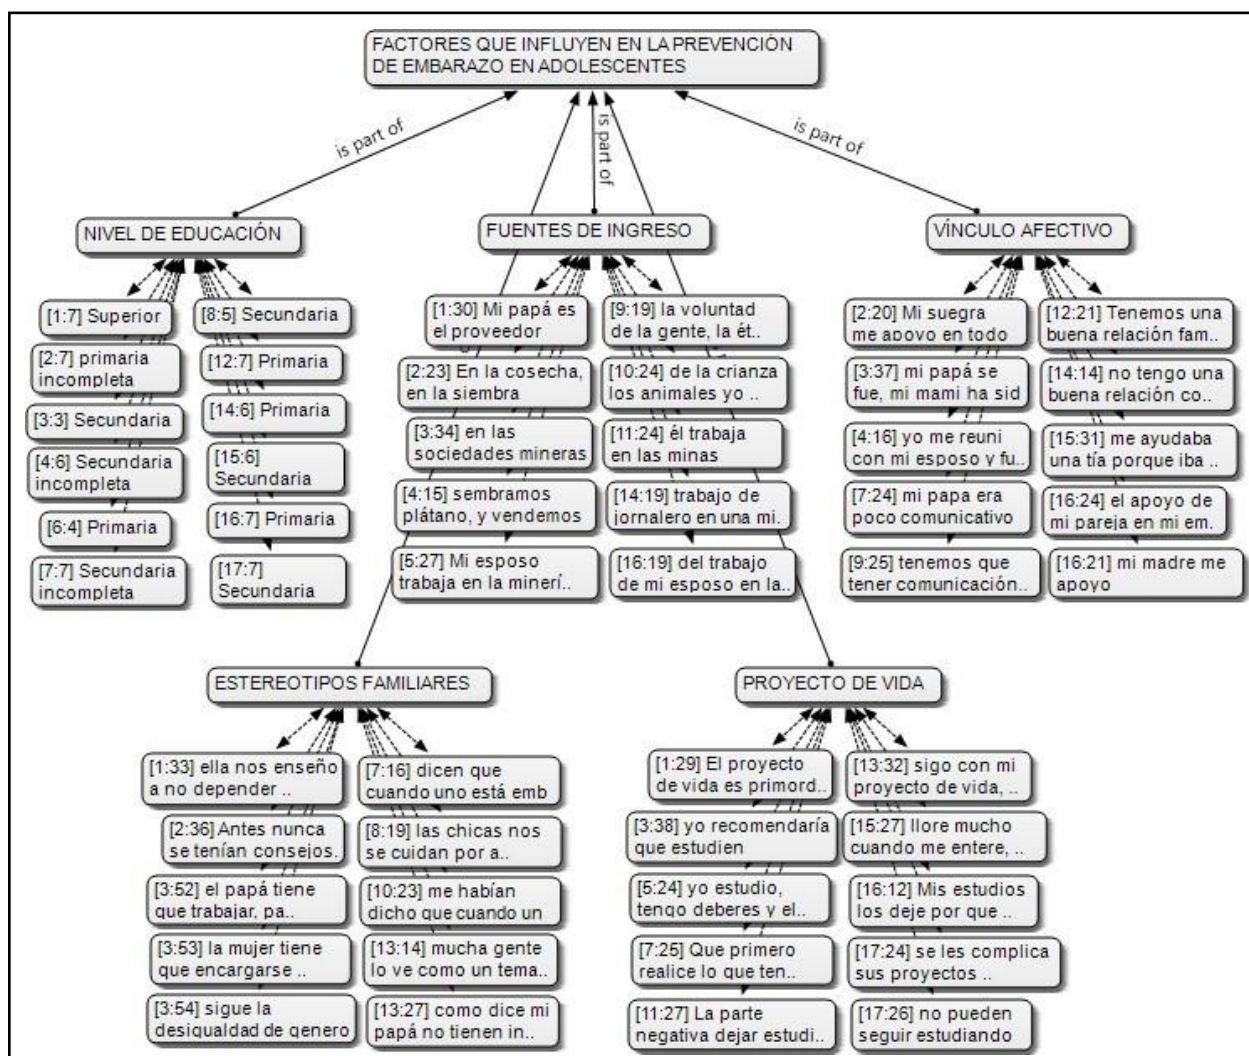 FACTORES QUE INFLUYEN EN LA PREVENCIÓN
DE EMBARAZO EN ADOLESCENTES
is part of
is part of
is part of
NIVEL DE EDUCACIÓN
FUENTES DE INGRESO
VÍNCULO AFECTIVO
[1:7] Superior
[2:7] primaria
incompleta
[3:3] Secundaria
[4:6] Secundaria
incompleta
[6:4] Primaria
[7:7] Secundaria
incompleta
[8:5] Secundaria
[12:7] Primaria
[14:6] Primaria
[15:6]
Secundaria
[16:7] Primaria
[17:7]
Secundaria
[1:30] Mi papá es
el proveedor
[2:23] En la cosecha,
en la siembra
[3:34] en las
sociedades mineras
[4:15] sembramos
plátano, y vendemos
[5:27] Mi esposo
trabaja en la minerí..
[9:19] la voluntad
de la gente, la ét..
[10:24] de la crianza
los animales yo ..
[11:24] él trabaja
en las minas
[14:19] trabajo de
jornalero en una mi.
[16:19] del trabajo
de mi esposo en la..
[2:20] Mi suegra
me apoyo en todo
[3:37] mi papá se
fue, mi mami ha sid
[4:16] yo me reuni
con mi esposo y fu..
[7:24] mi papa era
poco comunicativo
[9:25] tenemos que
tener comunicación..
[12:21] Tenemos una
buena relación fam..
[14:14] no tengo una
buena relación co..
[15:31] me ayudaba
una tía porque iba ..
[16:24] el apoyo de
mi pareja en mi em.
[16:21] mi madre me
apoyo
ESTEREOTIPOS FAMILIARES
PROYECTO DE VIDA
[1:33] ella nos enseño
a no depender ..
[2:36] Antes nunca
se tenían consejos.
[3:52] el papá tiene
que trabajar, pa..
[3:53] la mujer tiene
que encargarse ..
[3:54] sigue la
desigualdad de genero
[7:16] dicen que
cuando uno está emb
[8:19] las chicas nos
se cuidan por a..
[10:23] me habían
dicho que cuando un
[13:14] mucha gente
lo ve como un tema..
[13:27] como dice mi
papá no tienen in..
[1:29] El proyecto
de vida es primord..
[3:38] yo recomendaría
que estudien
[5:24] yo estudio,
tengo deberes y el..
[7:25] Que primero
realice lo que ten..
[11:27] La parte
negativa dejar estudi..
[13:32] sigo con mi
proyecto de vida, ..
[15:27] llore mucho
cuando me entere, ..
[16:12] Mis estudios
los deje por que ..
[17:24] se les complica
sus proyectos ..
[17:26] no pueden
seguir estudiando